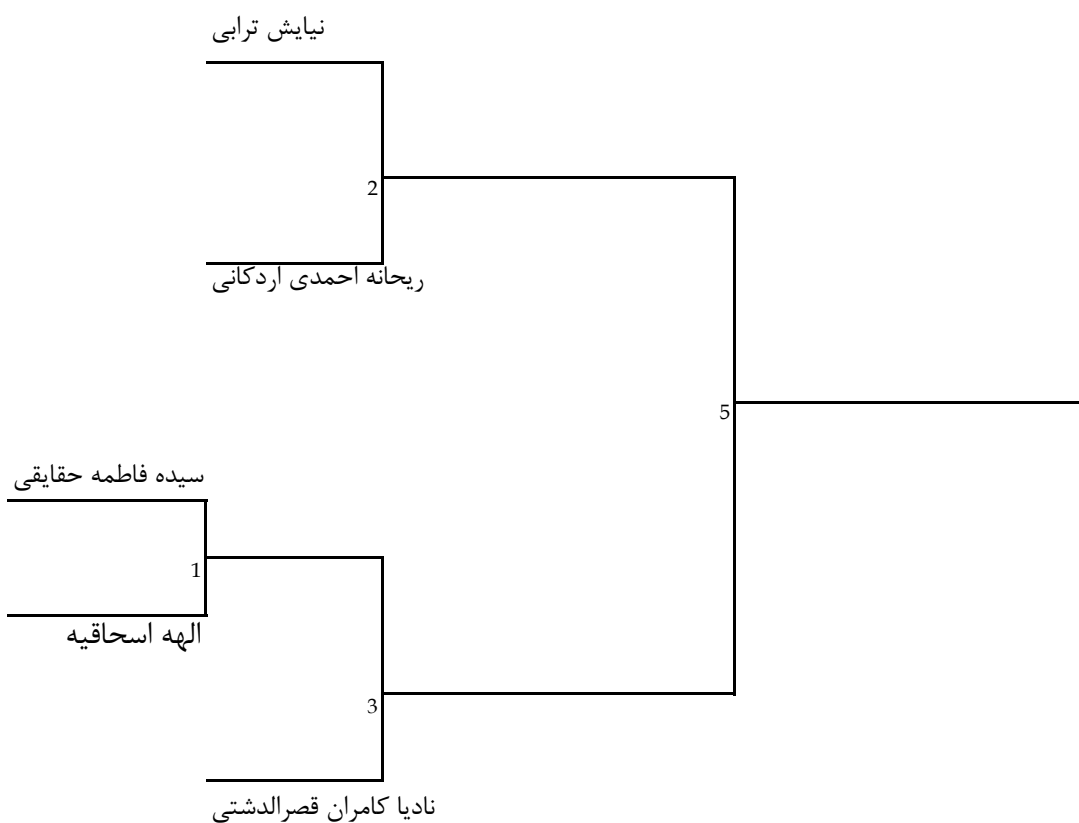 نیایش ترابی
2
ریحانه احمدی اردکانی
5
سیده فاطمه حقایقی
1
الهه اسحاقیه
3
نادیا کامران قصرالدشتی